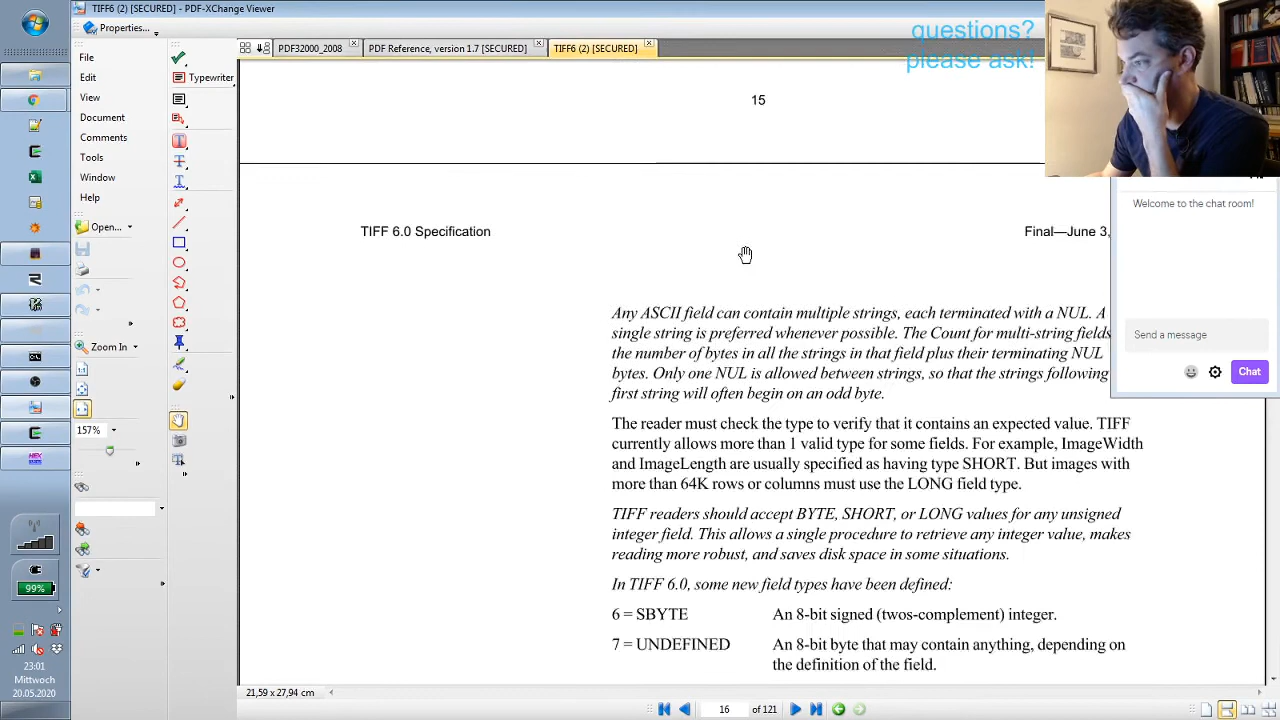 TIFF6 (2) [SECURED] - PDF-XChange Viewer
Properties...
PDF32000_2008
PDF Reference, version 1.7 [SECURED]
TIFF6 (2) [SECURED]
questions?
please ask!
File
Edit
View
Document
Comments
Tools
Window
Help
Open...
Zoom In
157%
Typewriter
15
TIFF 6.0 Specification
Final—June 3,
Any ASCII field can contain multiple strings, each terminated with a NUL. A
single string is preferred whenever possible. The Count for multi-string fields
the number of bytes in all the strings in that field plus their terminating NUL
bytes. Only one NUL is allowed between strings, so that the strings following
first string will often begin on an odd byte.
The reader must check the type to verify that it contains an expected value. TIFF
currently allows more than 1 valid type for some fields. For example, ImageWidth
and ImageLength are usually specified as having type SHORT. But images with
more than 64K rows or columns must use the LONG field type.
TIFF readers should accept BYTE, SHORT, or LONG values for any unsigned
integer field. This allows a single procedure to retrieve any integer value, makes
reading more robust, and saves disk space in some situations.
In TIFF 6.0, some new field types have been defined:
6 = SBYTE An 8-bit signed (twos-complement) integer.
7 = UNDEFINED An 8-bit byte that may contain anything, depending on
the definition of the field.
Welcome to the chat room!
Send a message
Chat
99%
23:01
Mittwoch
20.05.2020
21,59 x 27,94 cm
16 of 121